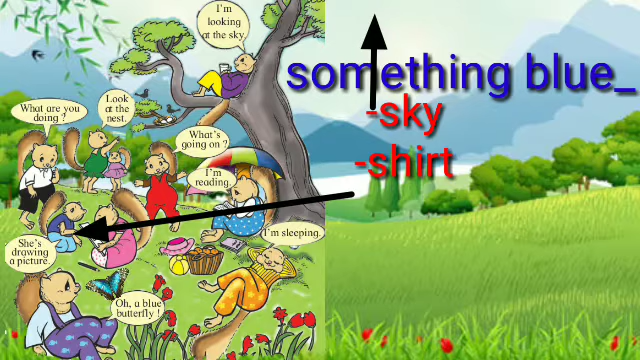 I'm
looking
at the sky.
something blue_
-sky
-shirt
What are you
doing ?
Look
at the
nest.
What's
going on ?
I'm
reading.
I'm sleeping.
She's
drawing
a picture.
Oh, a blue
butterfly !